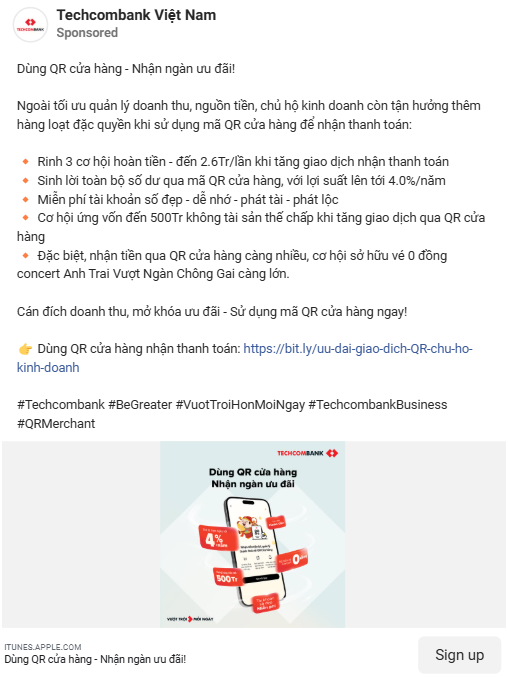 Techcombank Việt Nam
Sponsored
Dùng QR cửa hàng - Nhận ngàn ưu đãi!
Ngoài tối ưu quản lý doanh thu, nguồn tiền, chủ hộ kinh doanh còn tận hưởng thêm
hàng loạt đặc quyền khi sử dụng mã QR cửa hàng để nhận thanh toán:
🔸 Rinh 3 cơ hội hoàn tiền - đến 2.6Tr/lần khi tăng giao dịch nhận thanh toán
🔸 Sinh lời toàn bộ số dư qua mã QR cửa hàng, với lợi suất lên tới 4.0%/năm
🔸 Miễn phí tài khoản số đẹp - dễ nhớ - phát tài - phát lộc
🔸 Cơ hội ứng vốn đến 500Tr không tài sản thế chấp khi tăng giao dịch qua QR cửa
hàng
🔸 Đặc biệt, nhận tiền qua QR cửa hàng càng nhiều, cơ hội sở hữu vé 0 đồng
concert Anh Trai Vượt Ngàn Chông Gai càng lớn.
Cán đích doanh thu, mở khóa ưu đãi - Sử dụng mã QR cửa hàng ngay!
👉 Dùng QR cửa hàng nhận thanh toán: https://bit.ly/uu-dai-giao-dich-QR-chu-ho-
kinh-doanh
#Techcombank #BeGreater #VuotTroiHonMoiNgay #TechcombankBusiness
#QRMerchant
TECHCOMBANK
Dùng QR cửa hàng
Nhận ngàn ưu đãi
4%
500Tr
0
VƯỢT TRỘI MỖI NGÀY
ITUNES.APPLE.COM
Dùng QR cửa hàng - Nhận ngàn ưu đãi!
Sign up